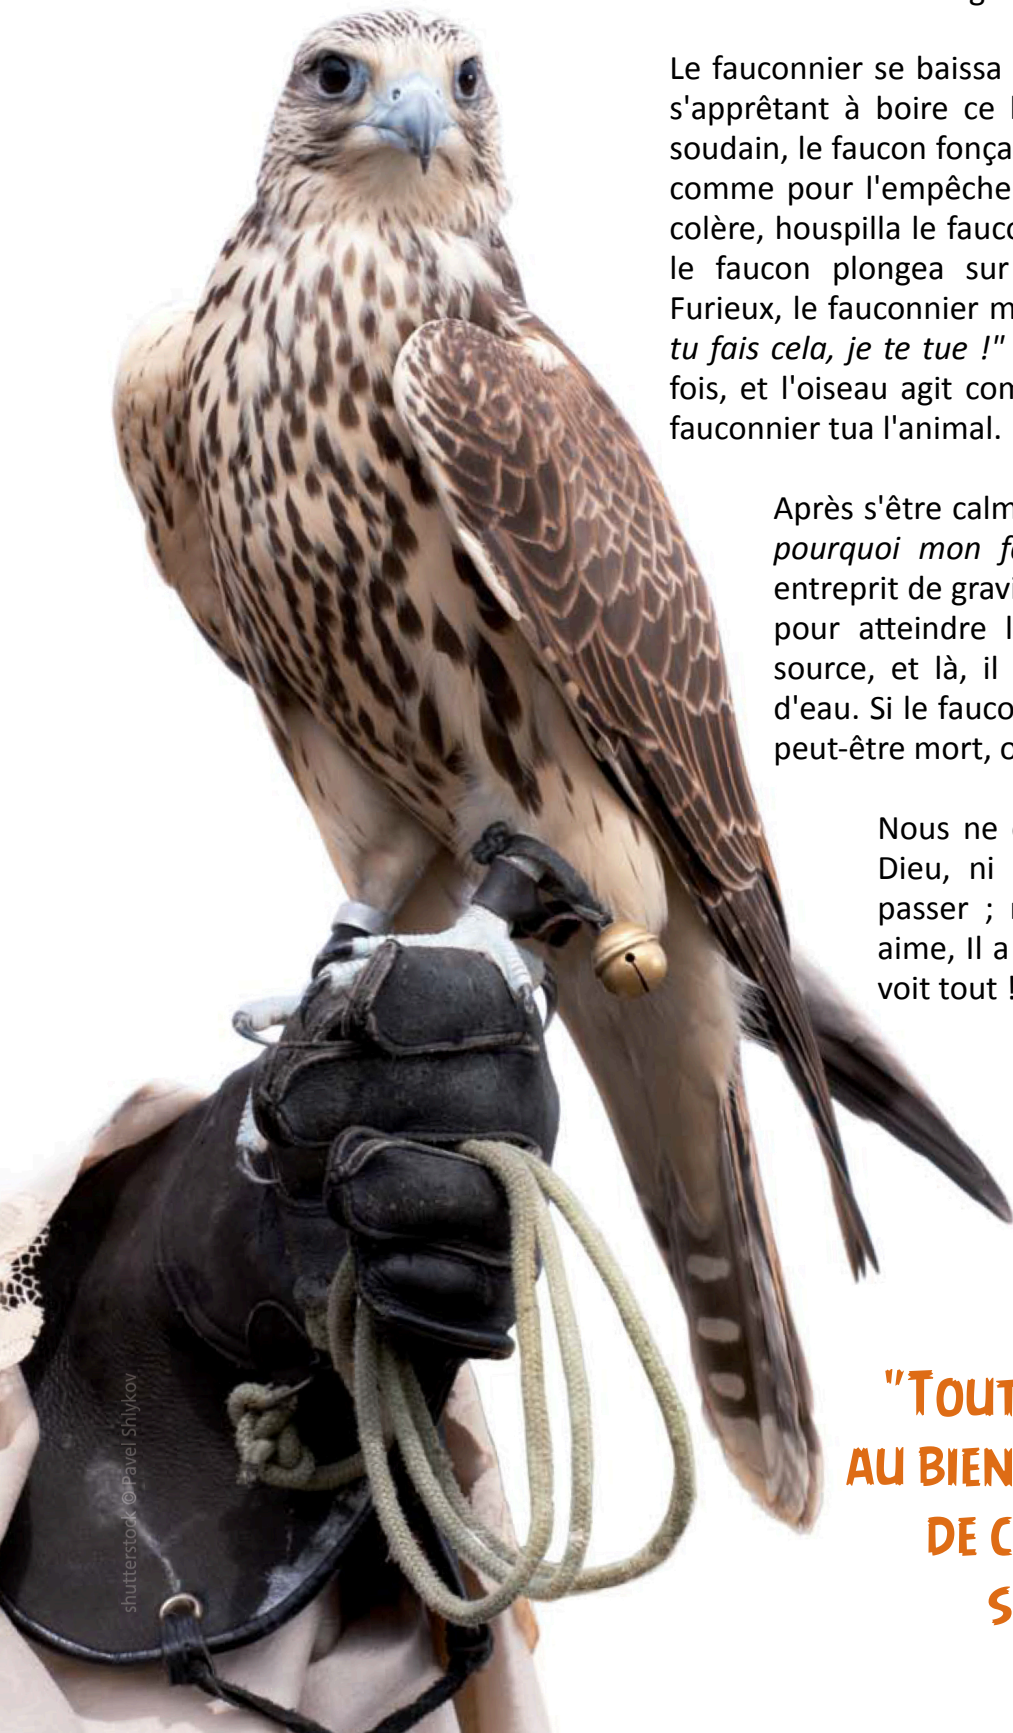 Le fauconnier se baissa
s'apprêtant à boire ce
soudain, le faucon fonça
comme pour l'empêche
colère, houspilla le fauco
le faucon plongea sur
Furieux, le fauconnier m
tu fais cela, je te tue !"
fois, et l'oiseau agit com
fauconnier tua l'animal.
Après s'être calm
pourquoi mon f
entreprit de gravi
pour atteindre l
source, et là, il
d'eau. Si le fauco
peut-être mort, o
Nous ne
Dieu, ni
passer ;
aime, Il a
voit tout !
"TOUT
AU BIEN
DE C
S
shutterstock © Pavel Shlykov